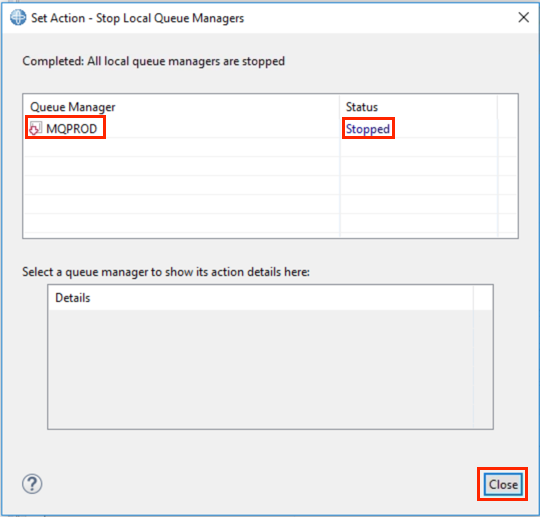 Set Action - Stop Local Queue Managers
Completed: All local queue managers are stopped
Queue Manager Status
MQPROD Stopped
Select a queue manager to show its action details here:
Details
?
Close